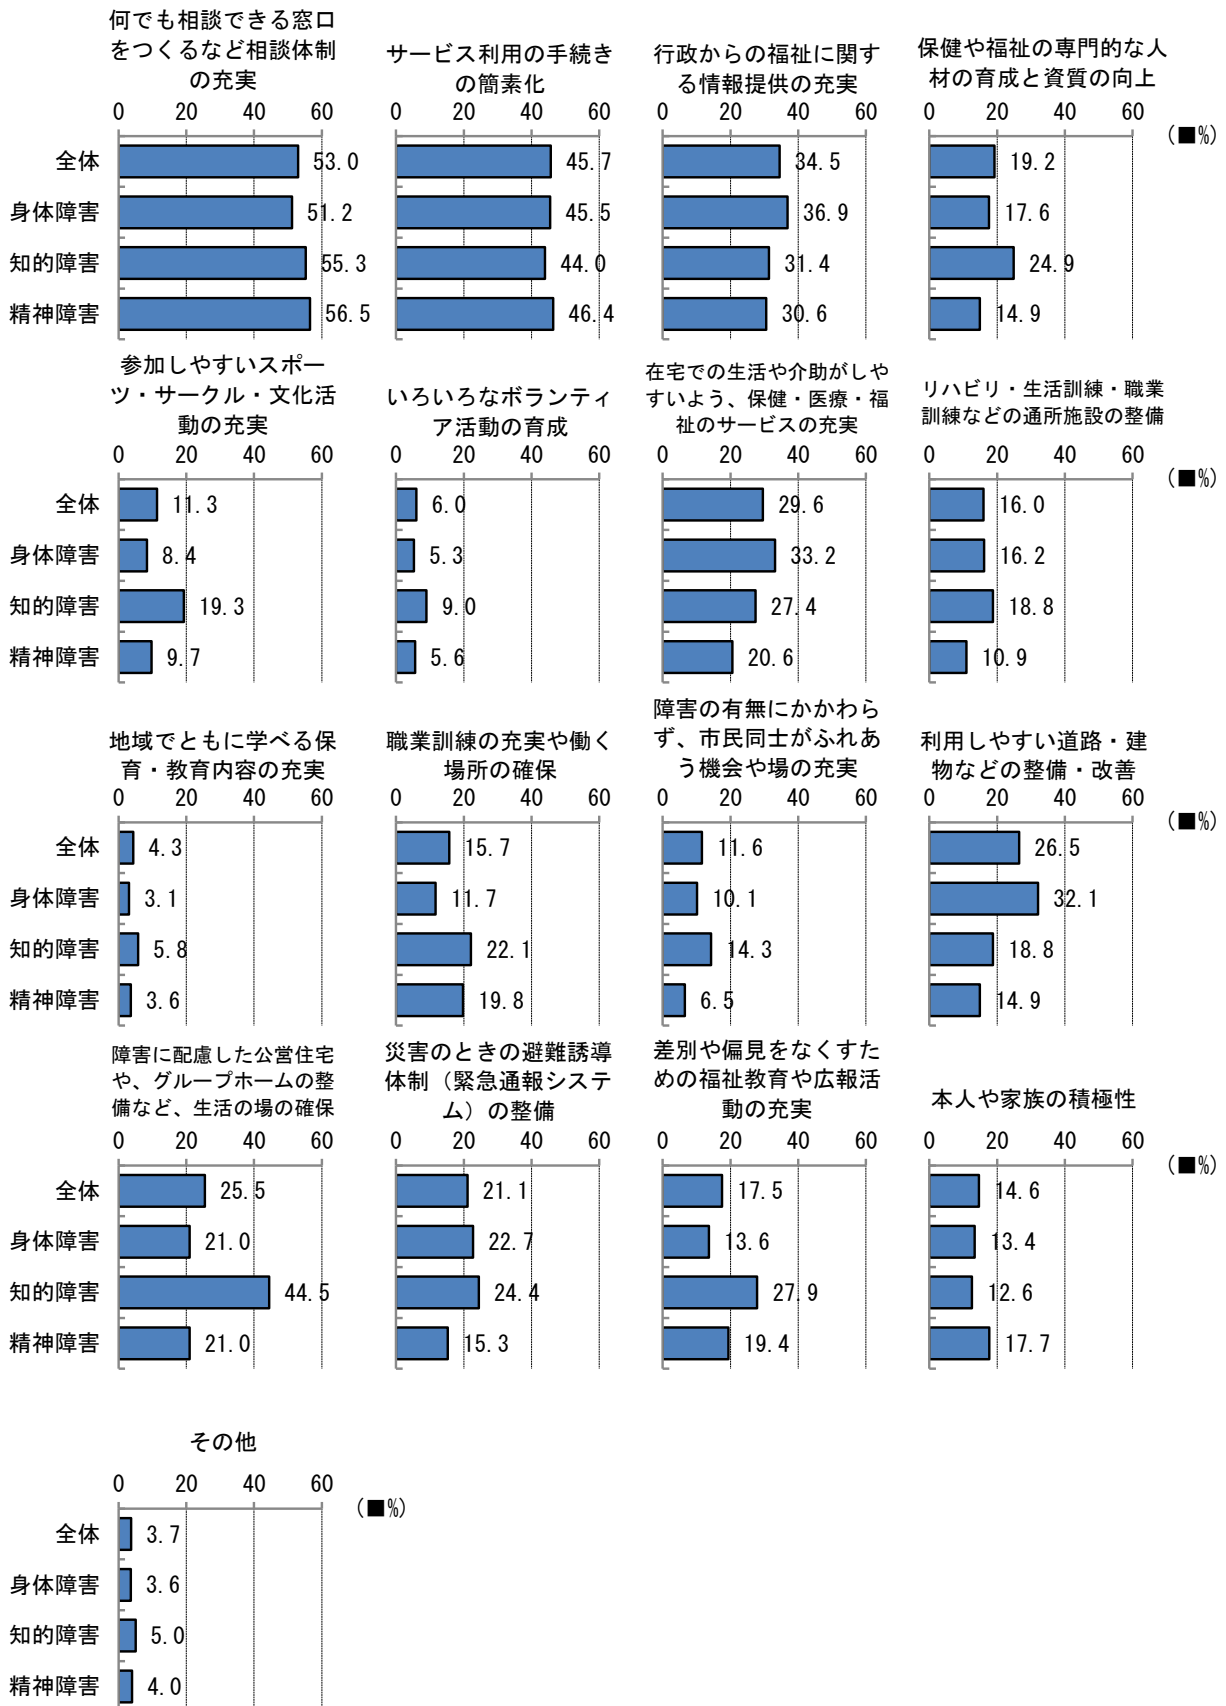 何でも相談できる窓口
をつくるなど相談体制
の充実
サービス利用の手続き
の簡素化
行政からの福祉に関す
る情報提供の充実
保健や福祉の専門的な人
材の育成と資質の向上
0 20 40 60 0 20 40 60 0 20 40 60 0 20 40 60
(■%)
全体 53.0 45.7 34.5 19.2
身体障害 51.2 45.5 36.9 17.6
知的障害 55.3 44.0 31.4 24.9
精神障害 56.5 46.4 30.6 14.9
参加しやすいスポー
ツ・サークル・文化活
動の充実
いろいろなボランティ
ア活動の育成
在宅での生活や介助がしや
すいよう、保健・医療・福
祉のサービスの充実
リハビリ・生活訓練・職業
訓練などの通所施設の整備
0 20 40 60 0 20 40 60 0 20 40 60 0 20 40 60
(■%)
全体 11.3 6.0 29.6 16.0
身体障害 8.4 5.3 33.2 16.2
知的障害 19.3 9.0 27.4 18.8
精神障害 9.7 5.6 20.6 10.9
地域でともに学べる保
育・教育内容の充実
職業訓練の充実や働く
場所の確保
障害の有無にかかわら
ず、市民同士がふれあ
う機会や場の充実
利用しやすい道路・建
物などの整備・改善
0 20 40 60 0 20 40 60 0 20 40 60 0 20 40 60
(■%)
全体 4.3 15.7 11.6 26.5
身体障害 3.1 11.7 10.1 32.1
知的障害 5.8 22.1 14.3 18.8
精神障害 3.6 19.8 6.5 14.9
障害に配慮した公営住宅
や、グループホームの整
備など、生活の場の確保
災害のときの避難誘導
体制（緊急通報システ
ム）の整備
差別や偏見をなくすた
めの福祉教育や広報活
動の充実
本人や家族の積極性
0 20 40 60 0 20 40 60 0 20 40 60 0 20 40 60
(■%)
全体 25.5 21.1 17.5 14.6
身体障害 21.0 22.7 13.6 13.4
知的障害 44.5 24.4 27.9 12.6
精神障害 21.0 15.3 19.4 17.7
その他
0 20 40 60
(■%)
全体 3.7
身体障害 3.6
知的障害 5.0
精神障害 4.0